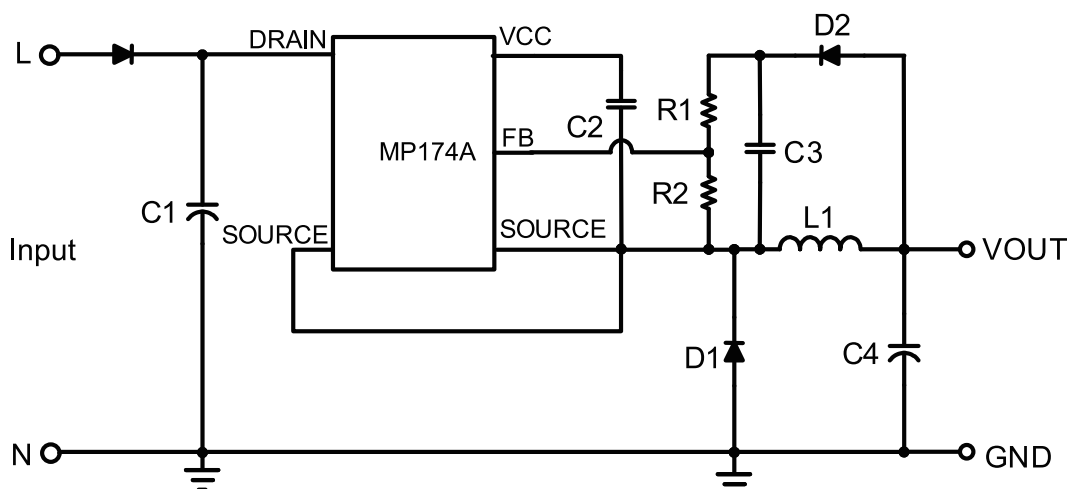 L
DRAIN
VCC
D2
R1
C2
FB
MP174A
C3
R2
C1
SOURCE
SOURCE
L1
Input
VOUT
D1
C4
N
GND